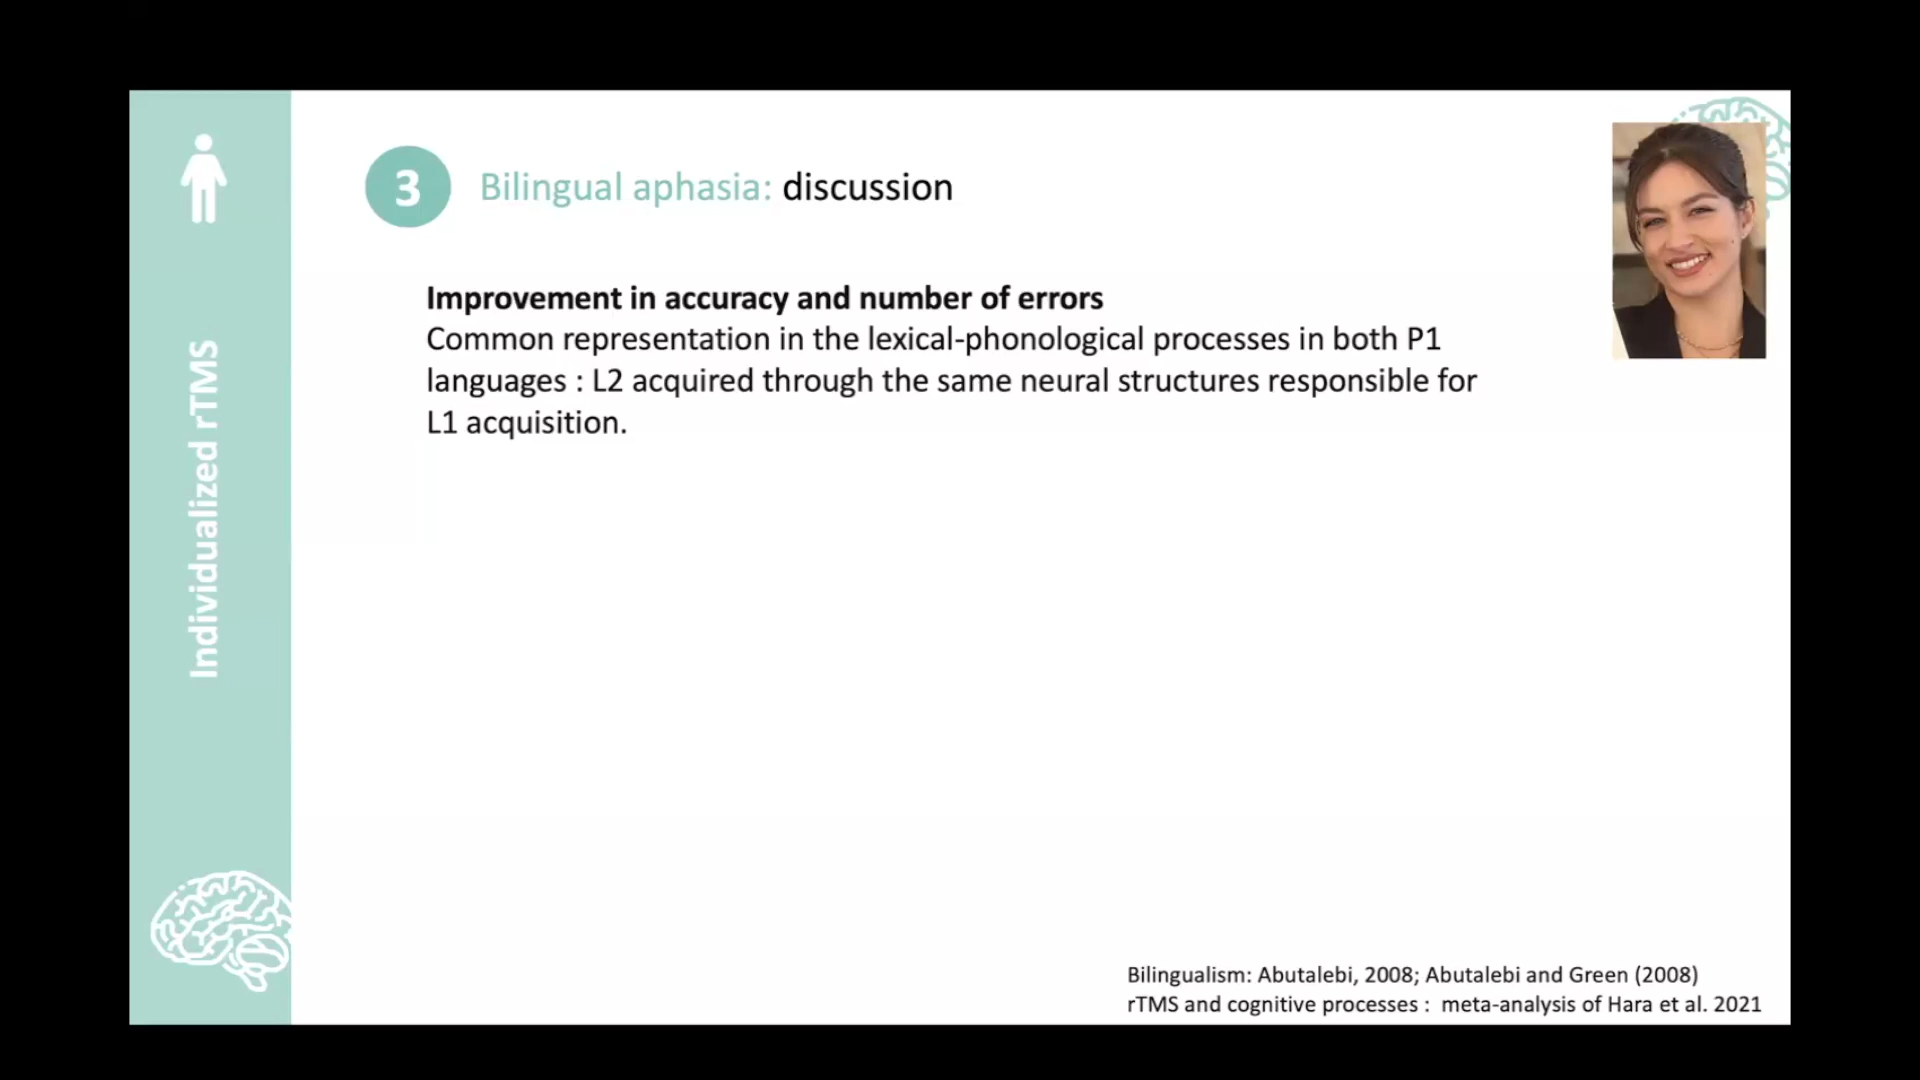 Individualized rTMS
3
Bilingual aphasia: discussion
Improvement in accuracy and number of errors
Common representation in the lexical-phonological processes in both P1
languages : L2 acquired through the same neural structures responsible for
L1 acquisition.
Bilingualism: Abutalebi, 2008; Abutalebi and Green (2008)
rTMS and cognitive processes : meta-analysis of Hara et al. 2021